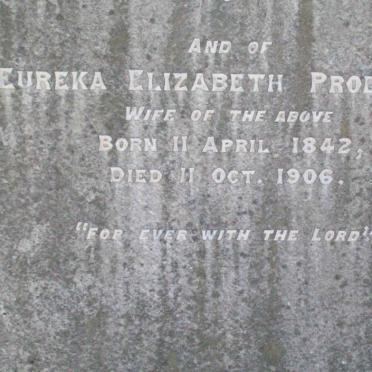 AND OF
EUREKA ELIZABETH
WIFE OF THE ABOVE
BORN 11 APRIL 1842,
DIED 11 OCT. 1906.
"FOR EVER WITH THE LORD"